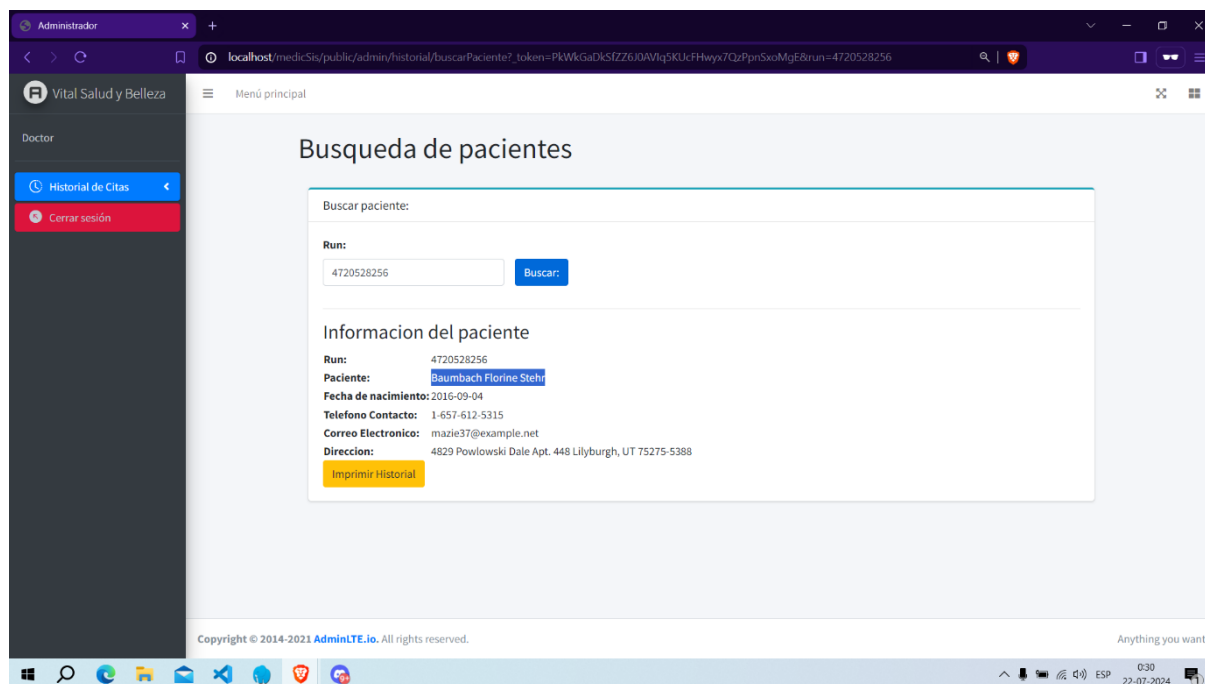 Administrador
localhost/medicSis/public/admin/historial/buscarPaciente?_token=PkWkGaDkSfZZ6J0AVIq5KUcFHwyx7QzPpnSxoMgE&run=4720528256
Vital Salud y Belleza
Menú principal
Doctor
Historial de Citas
Cerrar sesión
Busqueda de pacientes
Buscar paciente:
Run:
4720528256 Buscar:
Informacion del paciente
Run: 4720528256
Paciente: Baumbach Florine Stehr
Fecha de nacimiento: 2016-09-04
Telefono Contacto: 1-657-612-5315
Correo Electronico: mazie37@example.net
Direccion: 4829 Powlowski Dale Apt. 448 Lilyburgh, UT 75275-5388
Imprimir Historial
Copyright © 2014-2021 AdminLTE.io. All rights reserved. Anything you want
ESP
0:30
22-07-2024